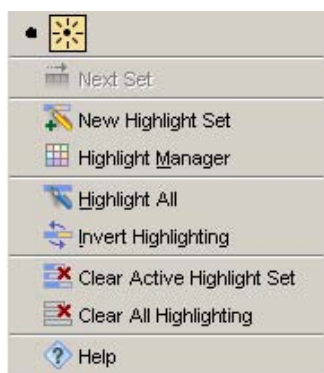 Next Set
New Highlight Set
Highlight Manager
Highlight All
Invert Highlighting
Clear Active Highlight Set
Clear All Highlighting
Help